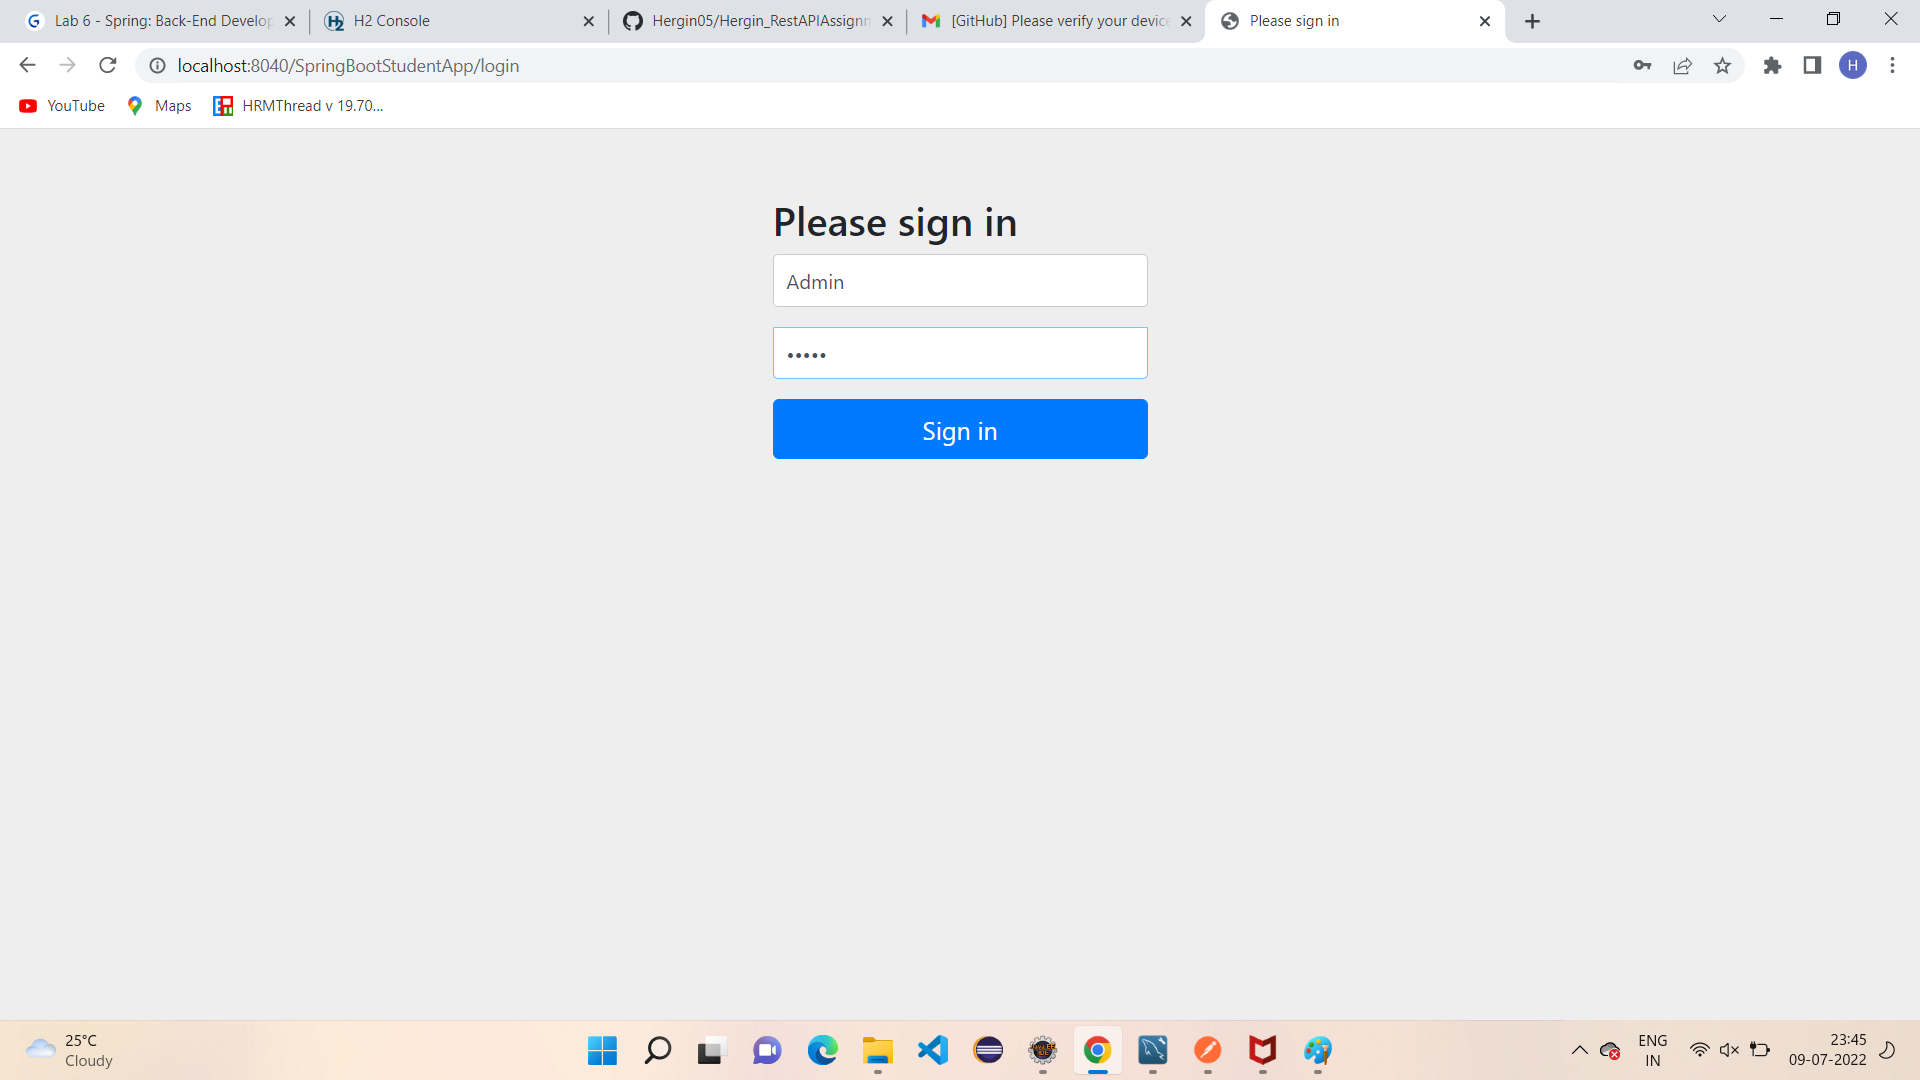 Lab 6 - Spring: Back-End Develop
H2 Console
Hergin05/Hergin_RestAPIAssignm
[GitHub] Please verify your device
Please sign in
localhost:8040/SpringBootStudentApp/login
H
YouTube
Maps
HRMThread v 19.70...
Please sign in
Admin
•••••
Sign in
25°C
Cloudy
ENG
IN
23:45
09-07-2022